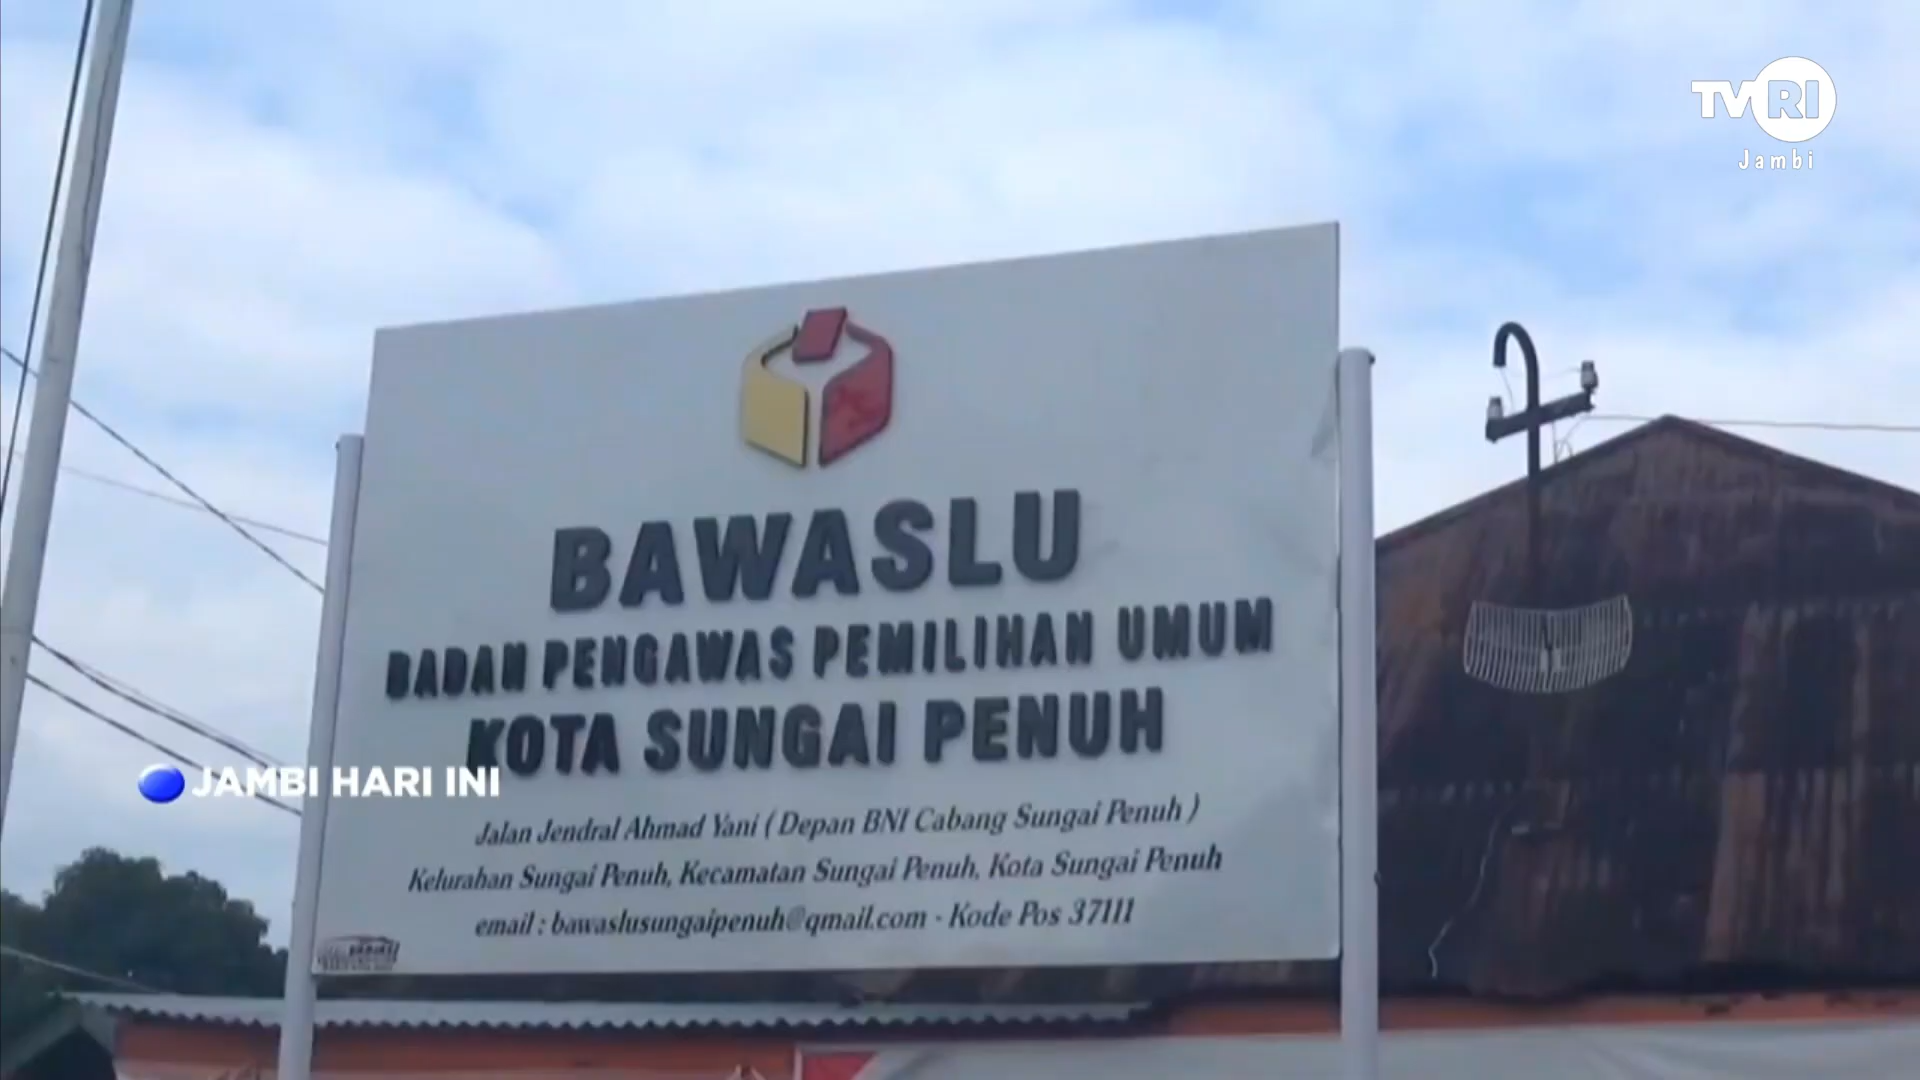 TVRI
Jambi
BAWASLU
BADAN PENGAWAS PEMILIHAN UMUM
KOTA SUNGAI PENUH
JAMBI HARI INI
Jalan Jendral Ahmad Yani ( Depan BNI Cabang Sungai Penuh )
Kelurahan Sungai Penuh, Kecamatan Sungai Penuh, Kota Sungai Penuh
email : bawaslusungaipenuh@gmail.com - Kode Pos 37111